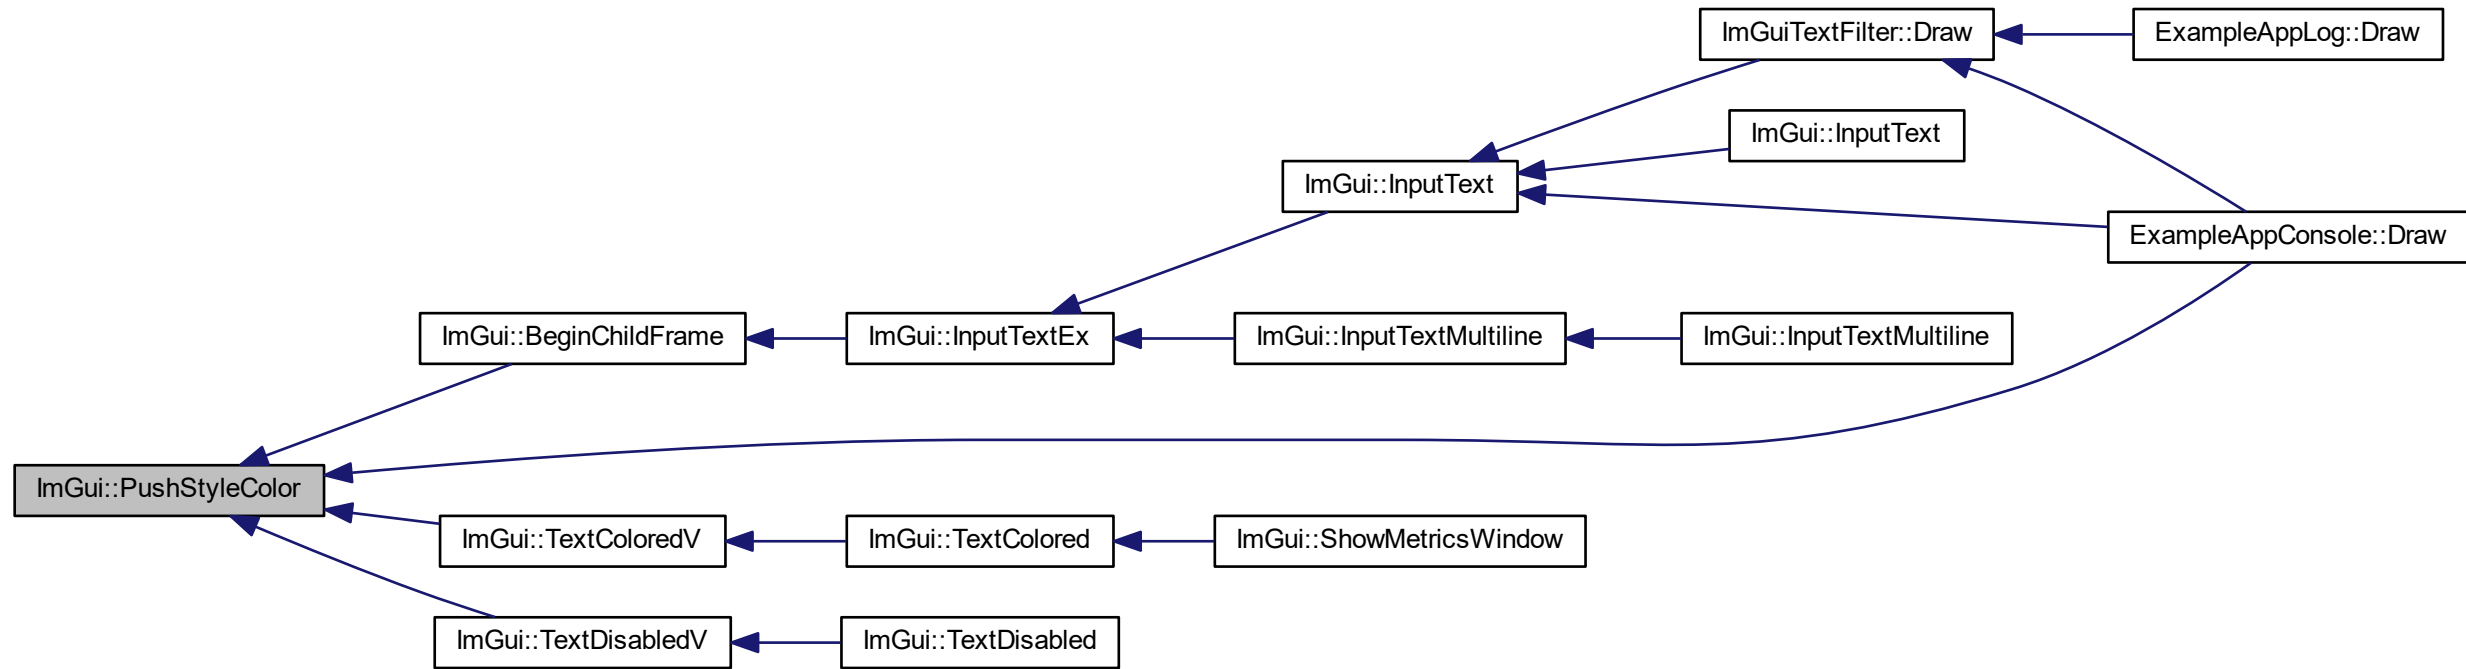 ImGuiTextFilter::Draw
ExampleAppLog::Draw
ImGui::InputText
ImGui::InputText
ExampleAppConsole::Draw
ImGui::BeginChildFrame
ImGui::InputTextEx
ImGui::InputTextMultiline
ImGui::InputTextMultiline
ImGui::PushStyleColor
ImGui::TextColoredV
ImGui::TextColored
ImGui::ShowMetricsWindow
ImGui::TextDisabledV
ImGui::TextDisabled